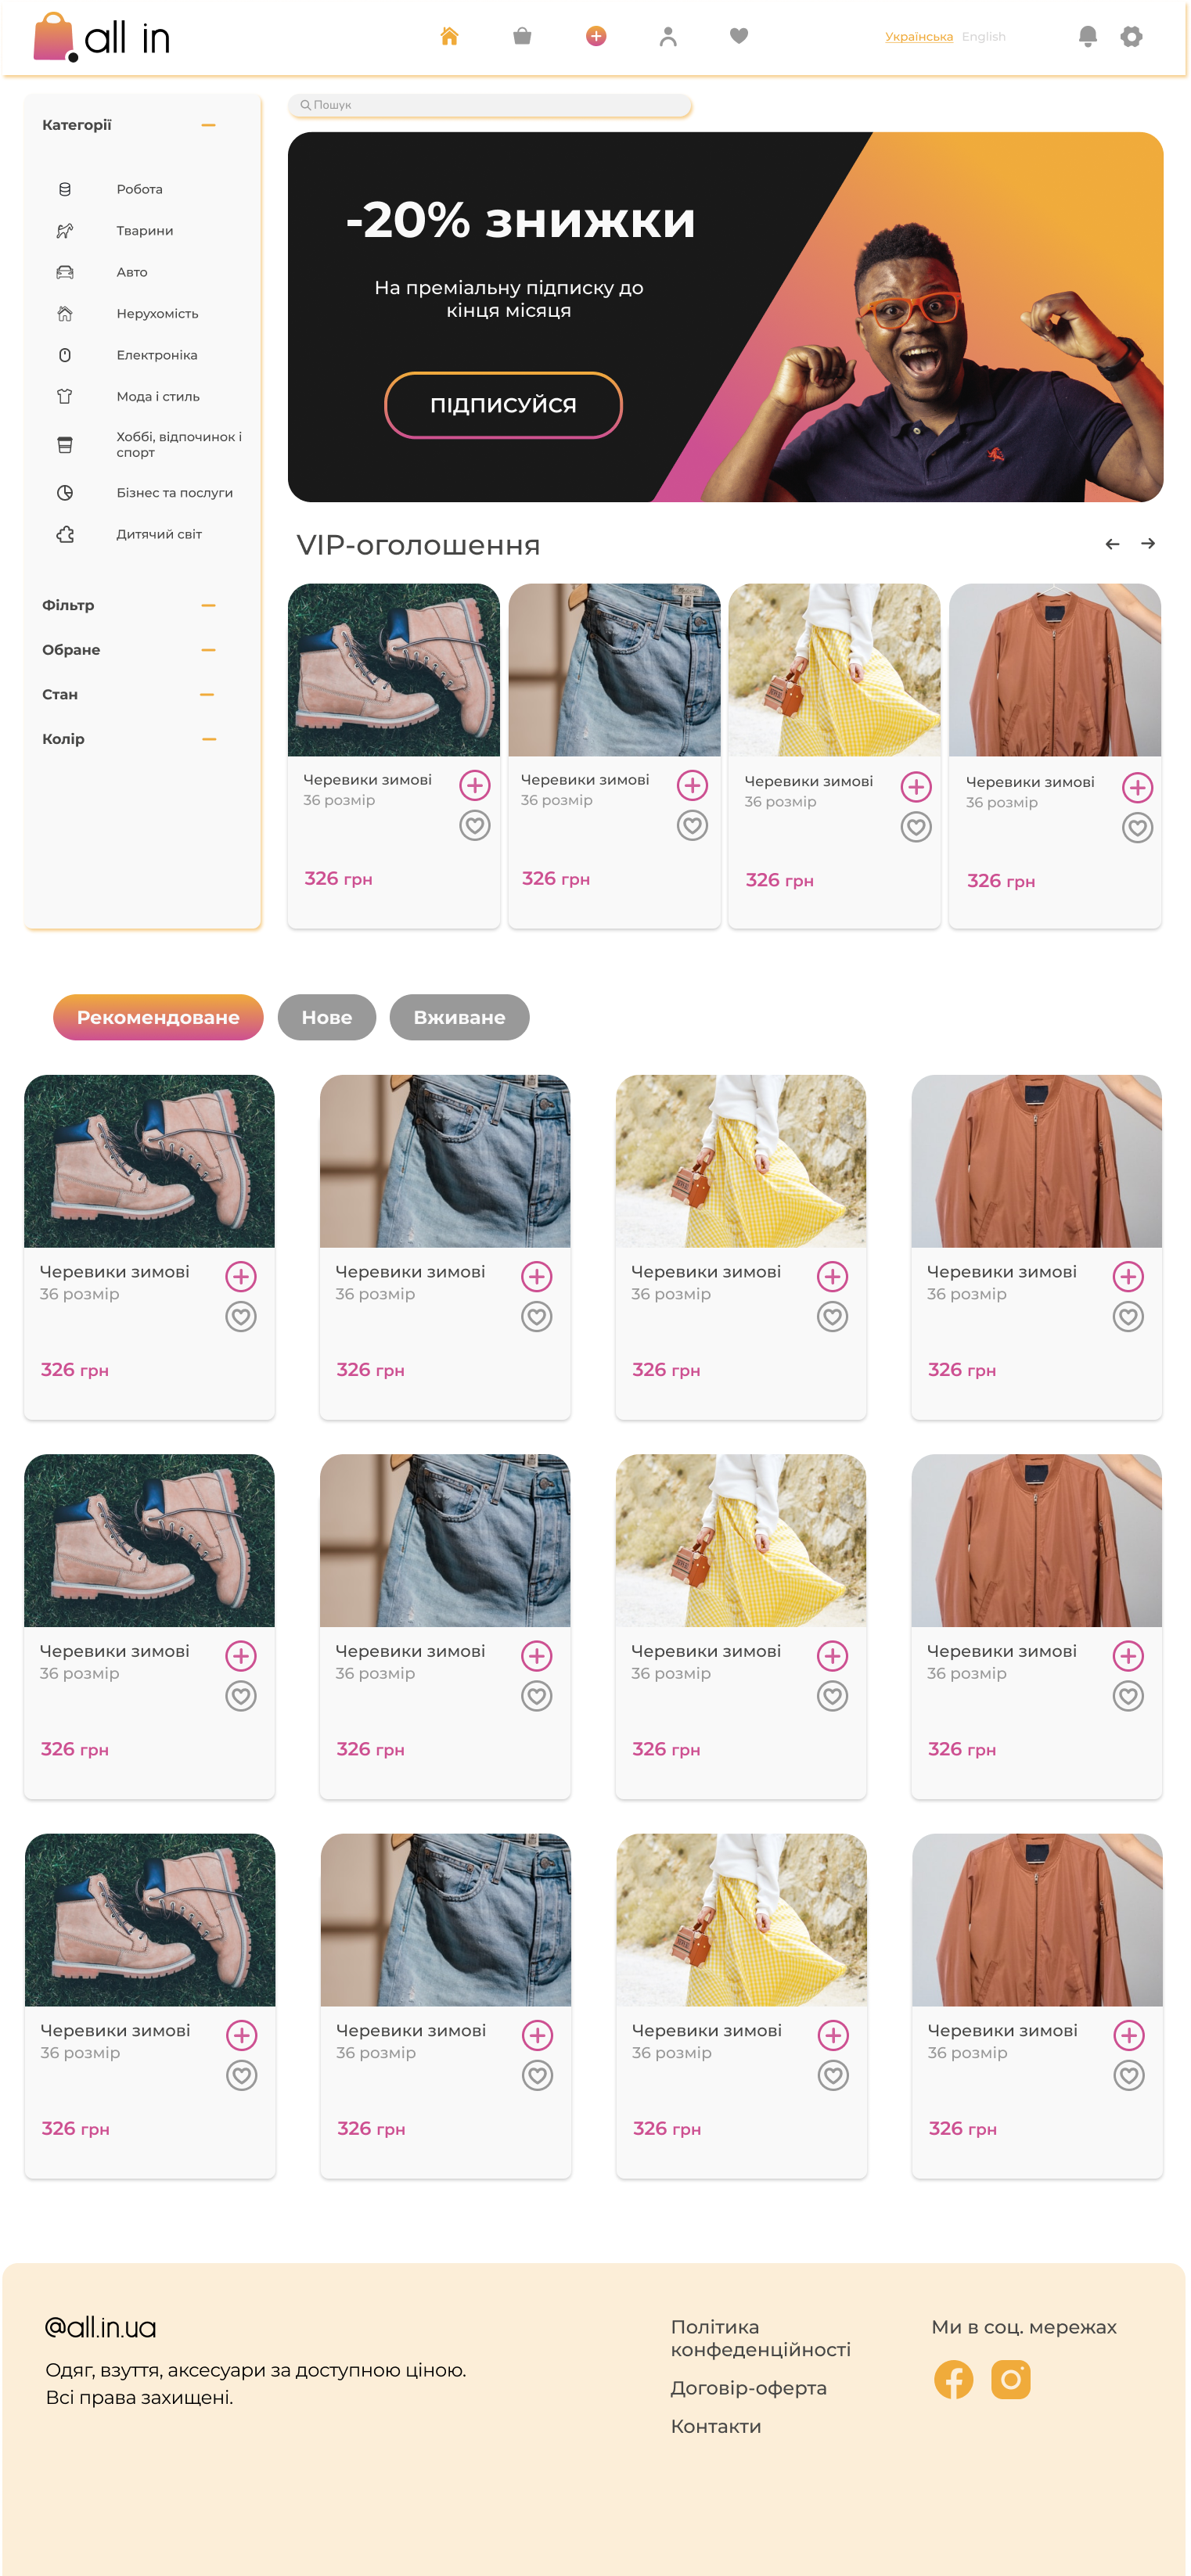 all in
Українська English
Категорії
Робота
Тварини
Авто
Нерухомість
Електроніка
Мода і стиль
Хоббі, відпочинок і
спорт
Бізнес та послуги
Дитячий світ
Фільтр
Обране
Стан
Колір
Пошук
-20% знижки
На преміальну підписку до
кінця місяця
ПІДПИСУЙСЯ
VIP-оголошення
Черевики зимові
36 розмір
326 грн
Черевики зимові
36 розмір
326 грн
Черевики зимові
36 розмір
326 грн
Черевики зимові
36 розмір
326 грн
Рекомендоване
Нове
Вживане
Черевики зимові
36 розмір
326 грн
Черевики зимові
36 розмір
326 грн
Черевики зимові
36 розмір
326 грн
Черевики зимові
36 розмір
326 грн
Черевики зимові
36 розмір
326 грн
Черевики зимові
36 розмір
326 грн
Черевики зимові
36 розмір
326 грн
Черевики зимові
36 розмір
326 грн
Черевики зимові
36 розмір
326 грн
Черевики зимові
36 розмір
326 грн
Черевики зимові
36 розмір
326 грн
Черевики зимові
36 розмір
326 грн
@all.in.ua
Одяг, взуття, аксесуари за доступною ціною.
Всі права захищені.
Політика
конфеденційності
Договір-оферта
Контакти
Ми в соц. мережах